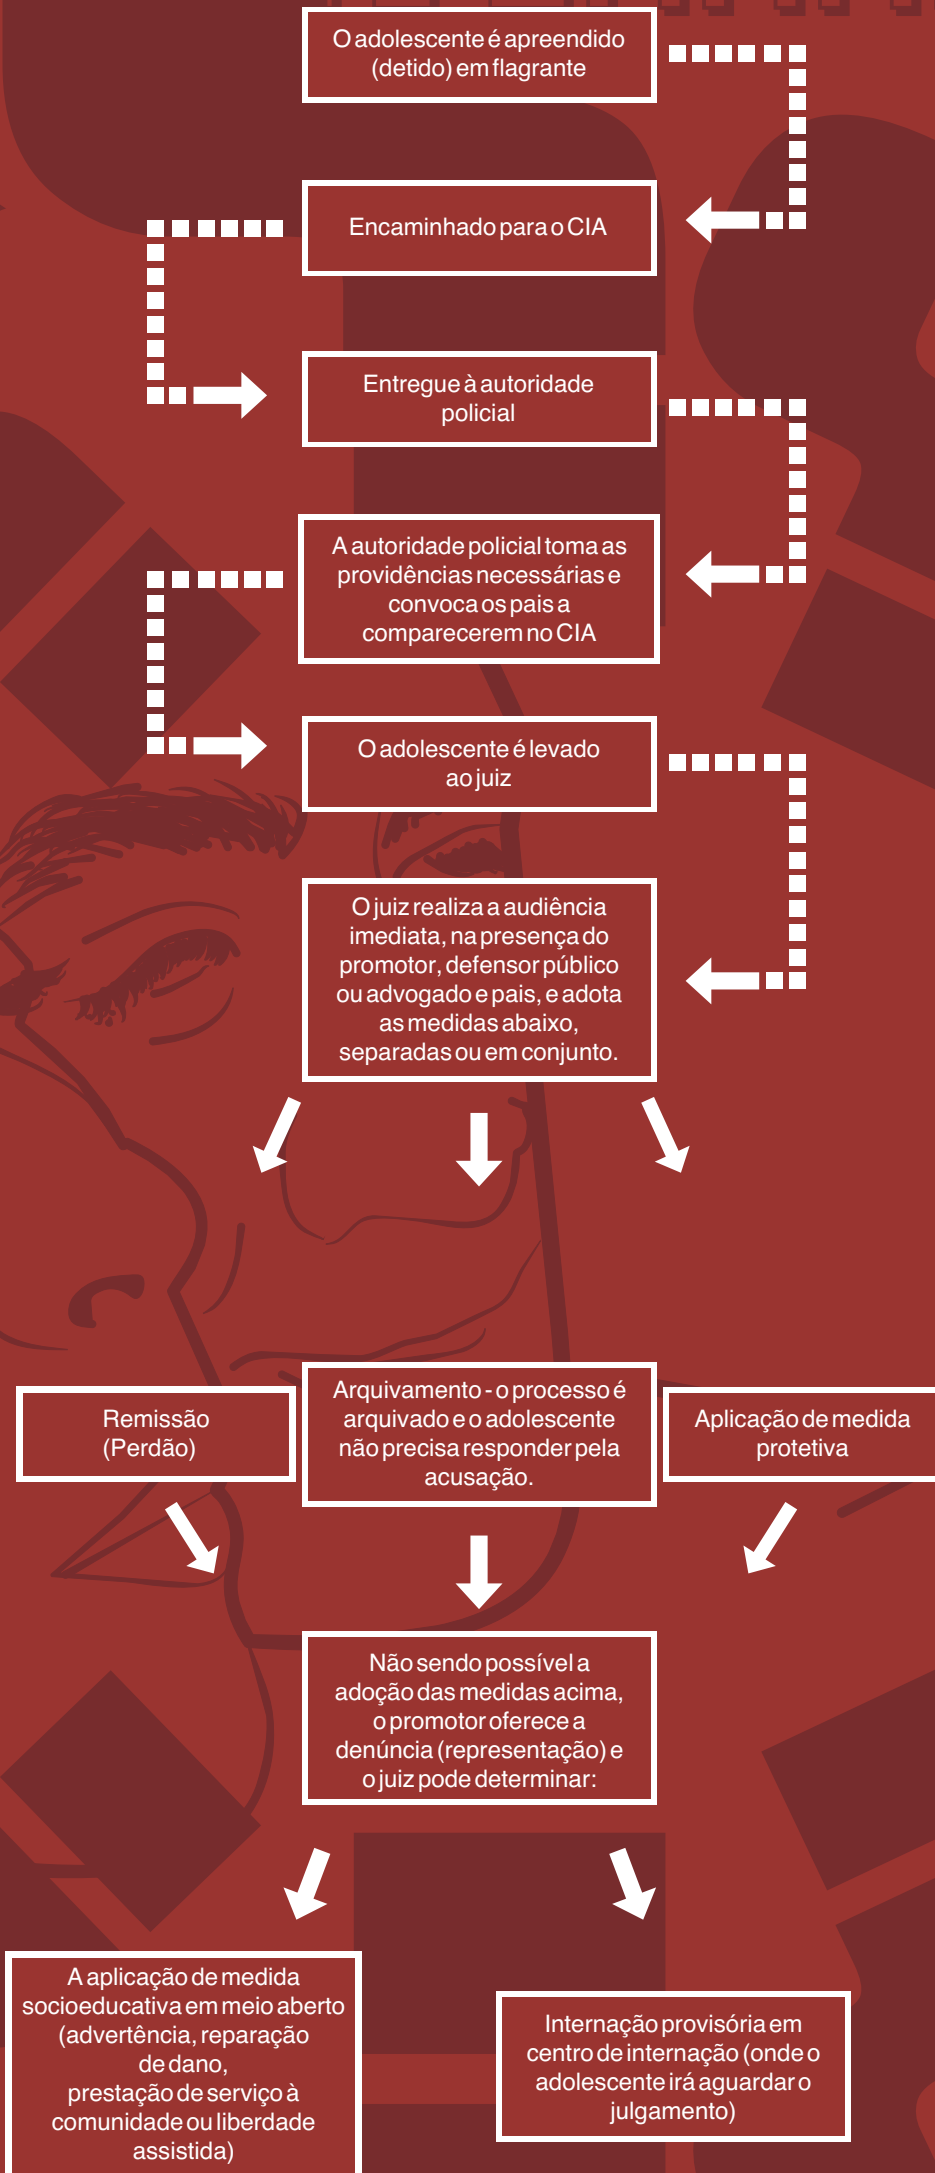 O adolescente é apreendido
(detido) em flagrante
Encaminhado para o CIA
Entregue à autoridade
policial
A autoridade policial toma as
providências necessárias e
convoca os pais a
comparecerem no CIA
O adolescente é levado
ao juiz
O juiz realiza a audiência
imediata, na presença do
promotor, defensor público
ou advogado e pais, e adota
as medidas abaixo,
separadas ou em conjunto.
Remissão
(Perdão)
Arquivamento - o processo é
arquivado e o adolescente
não precisa responder pela
acusação.
Aplicação de medida
protetiva
Não sendo possível a
adoção das medidas acima,
o promotor oferece a
denúncia (representação) e
o juiz pode determinar:
A aplicação de medida
socioeducativa em meio aberto
(advertência, reparação
de dano,
prestação de serviço à
comunidade ou liberdade
assistida)
Internação provisória em
centro de internação (onde o
adolescente irá aguardar o
julgamento)